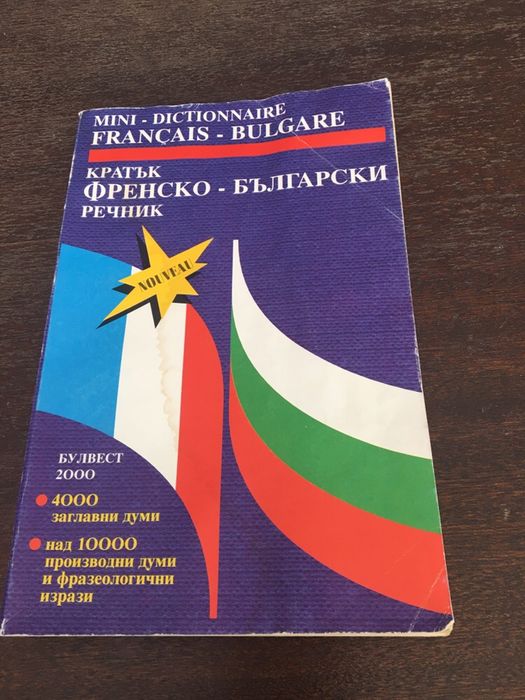 MINI - DICTIONNAIRE
FRANÇAIS - BULGARE
КРАТЪК
ФРЕНСКО - БЪЛГАРСКИ
РЕЧНИК
NOUVEAU
БУЛВЕСТ
2000
4000
заглавни думи
над 10000
производни думи
и фразеологични
изрази